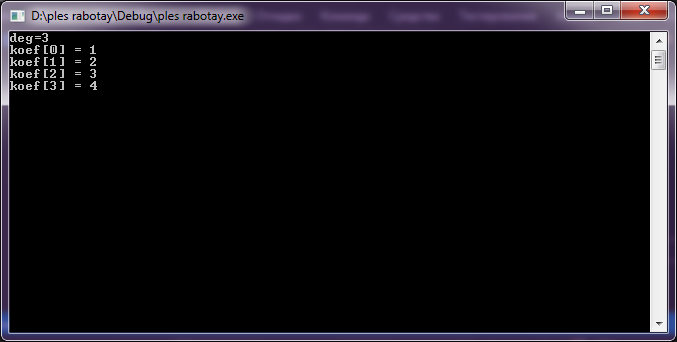 D:\ples rabotay\Debug\ples rabotay.exe
deg=3
koef[0] = 1
koef[1] = 2
koef[2] = 3
koef[3] = 4